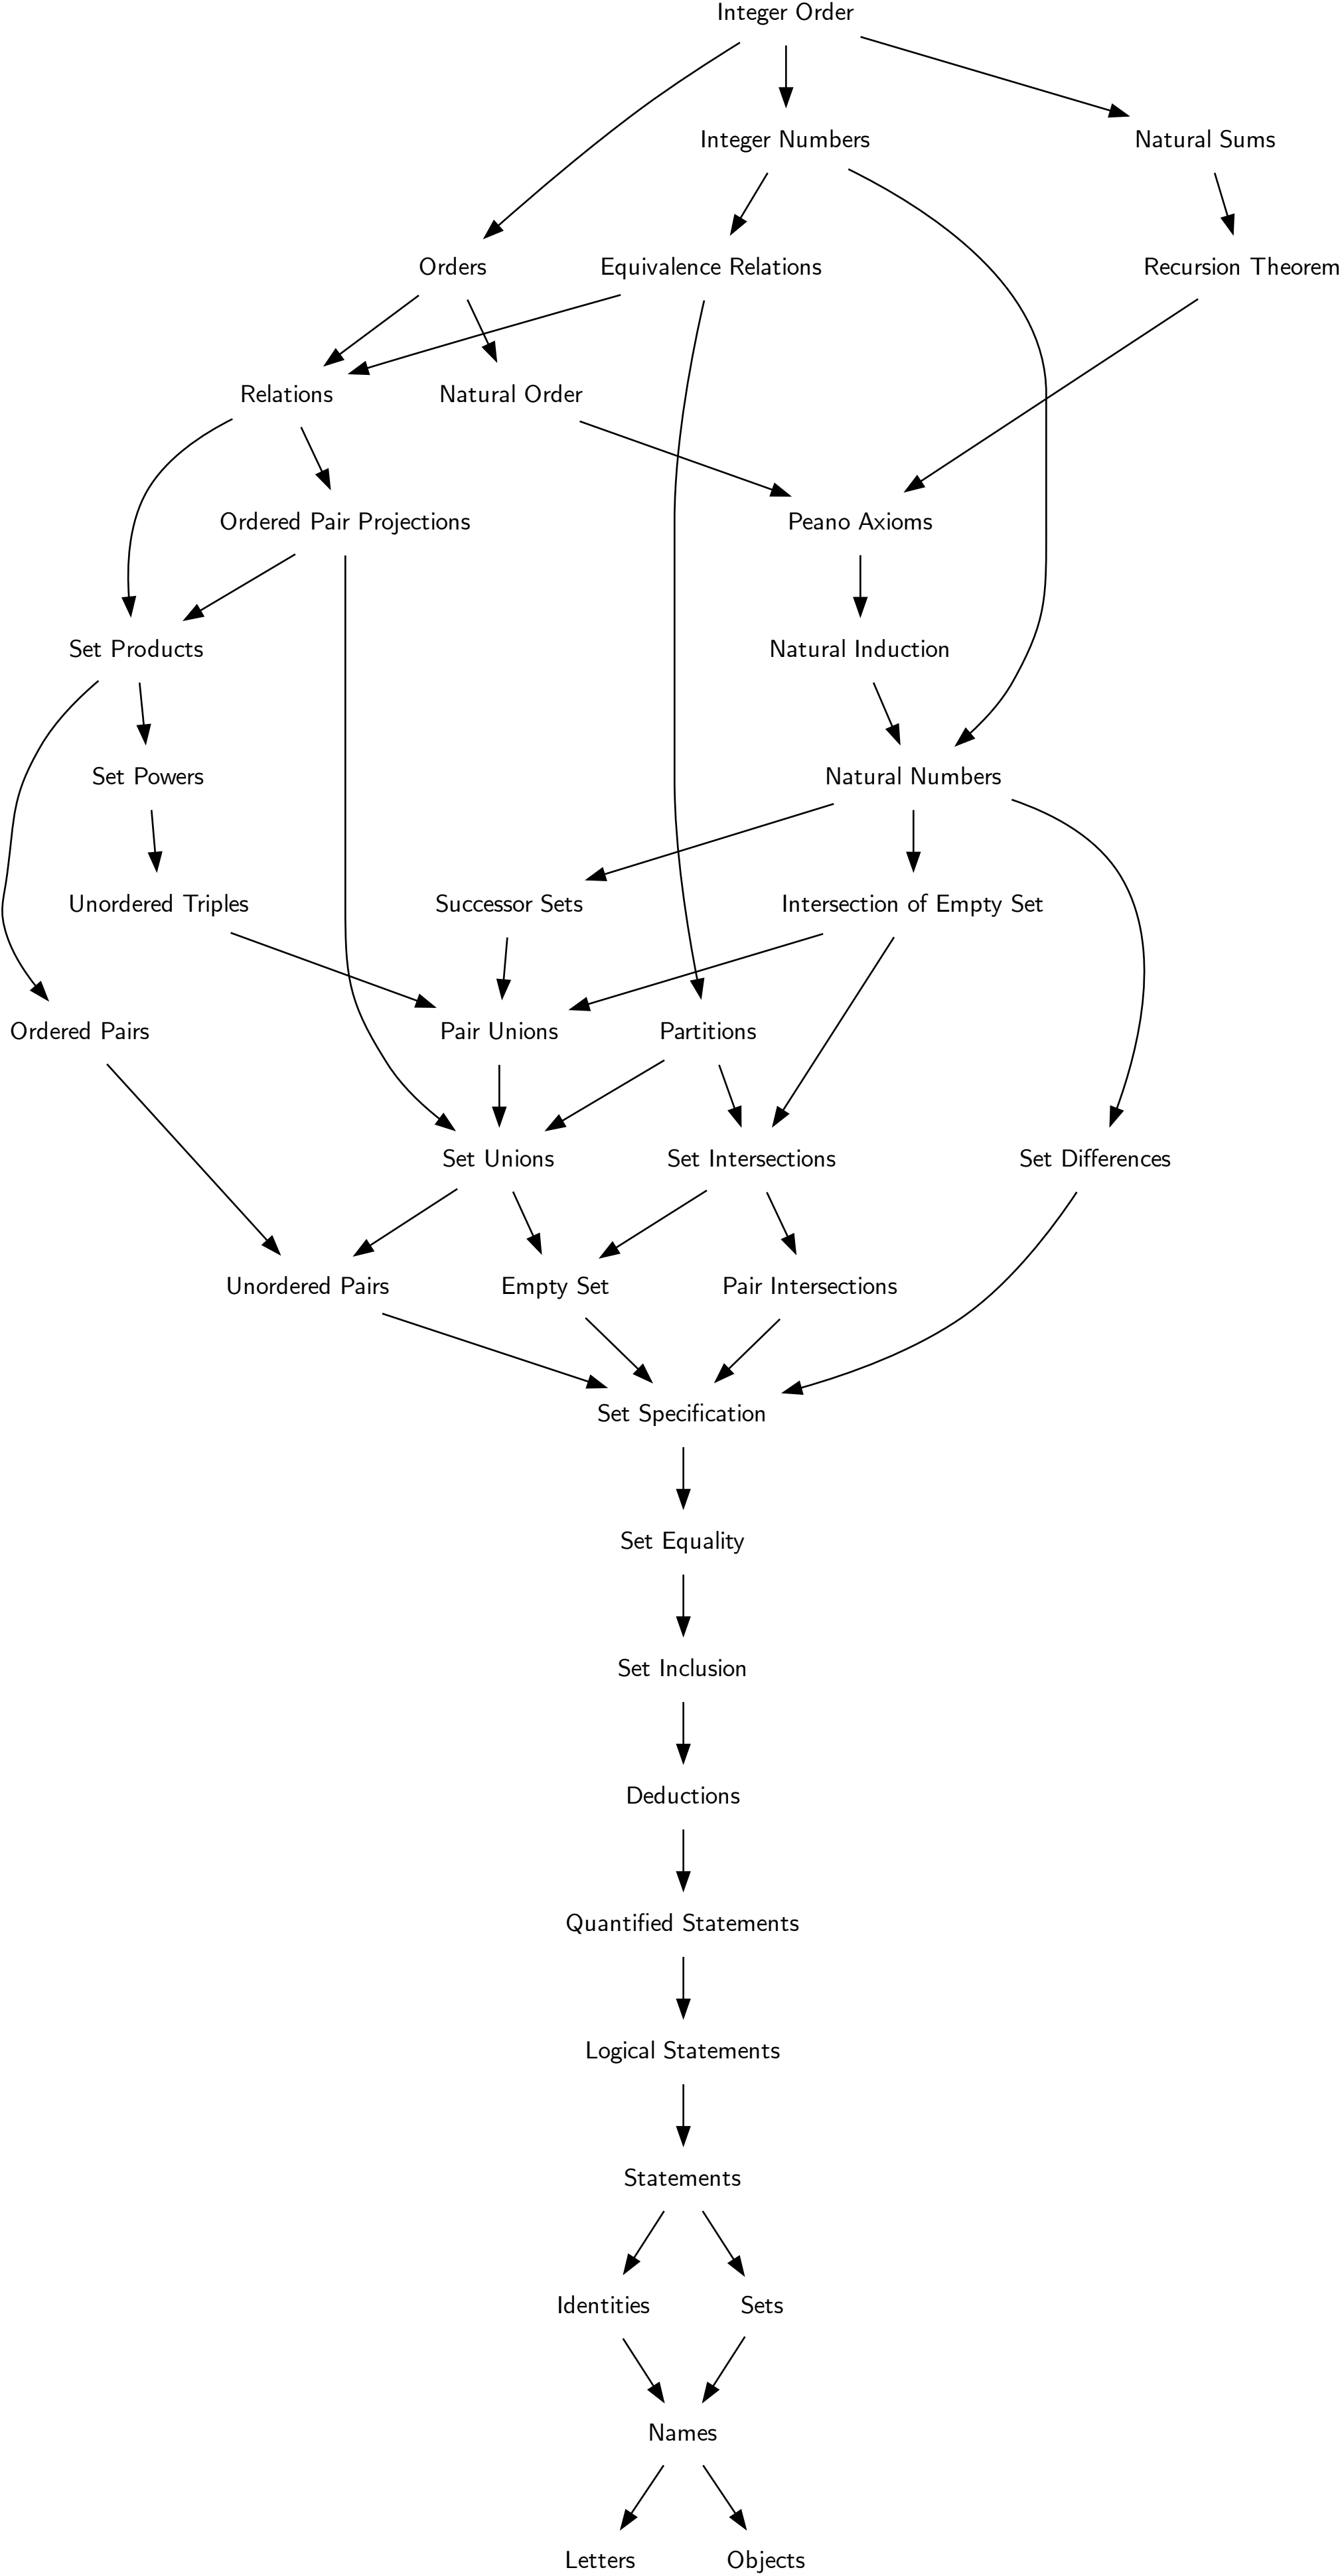 Integer Order
Integer Numbers
Natural Sums
Orders
Equivalence Relations
Recursion Theorem
Relations
Natural Order
Ordered Pair Projections
Peano Axioms
Set Products
Natural Induction
Set Powers
Natural Numbers
Unordered Triples
Successor Sets
Intersection of Empty Set
Ordered Pairs
Pair Unions
Partitions
Set Unions
Set Intersections
Set Differences
Unordered Pairs
Empty Set
Pair Intersections
Set Specification
Set Equality
Set Inclusion
Deductions
Quantified Statements
Logical Statements
Statements
Identities
Sets
Names
Letters
Objects